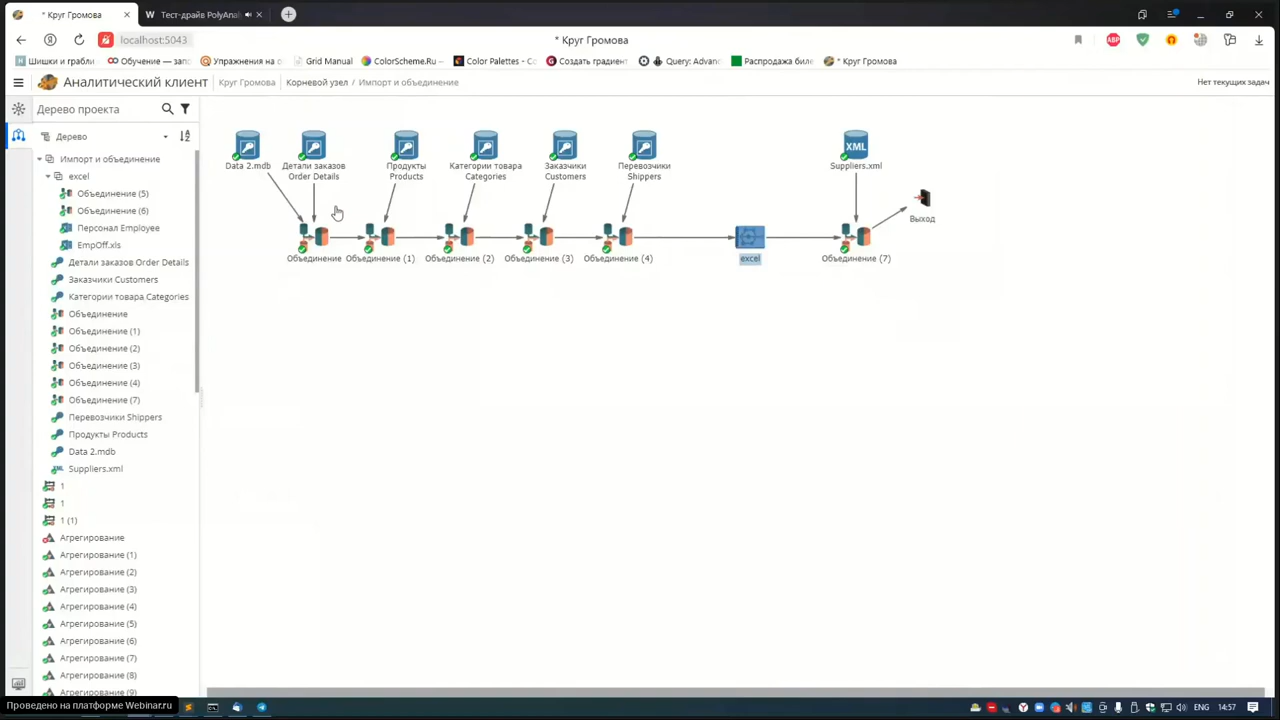 * Круг Громова
Тест-драйв PolyAnal
localhost:5043
* Круг Громова
ABP
Шишки и грабли
Обучение — зап
Упражнения на
Grid Manual
ColorScheme.Ru –
Color Palettes - Co
Создать градиент
Query: Advanc
Распродажа биле
* Круг Громова
Аналитический клиент
Круг Громова
Корневой узел / Импорт и объединение
Нет текущих задач
Дерево проекта
Дерево
Импорт и объединение
excel
Объединение (5)
Объединение (6)
Персонал Employee
EmpOff.xls
Детали заказов Order Details
Заказчики Customers
Категории товара Categories
Объединение
Объединение (1)
Объединение (2)
Объединение (3)
Объединение (4)
Объединение (7)
Перевозчики Shippers
Продукты Products
Data 2.mdb
Suppliers.xml
1
1
1 (1)
Агрегирование
Агрегирование (1)
Агрегирование (2)
Агрегирование (3)
Агрегирование (4)
Агрегирование (5)
Агрегирование (6)
Агрегирование (7)
Агрегирование (8)
Агрегирование (9)
Data 2.mdb
Детали заказов
Order Details
Продукты
Products
Категории товара
Categories
Заказчики
Customers
Перевозчики
Shippers
XML
Suppliers.xml
Выход
Объединение
Объединение (1)
Объединение (2)
Объединение (3)
Объединение (4)
excel
Объединение (7)
Проведено на платформе Webinar.ru
ENG
14:57